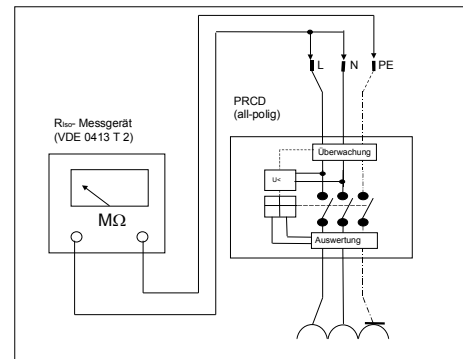 L N PE
PRCD
(all-polig)
Riso- Messgerät
(VDE 0413 T 2)
Überwachung
U<
MΩ
Auswertung